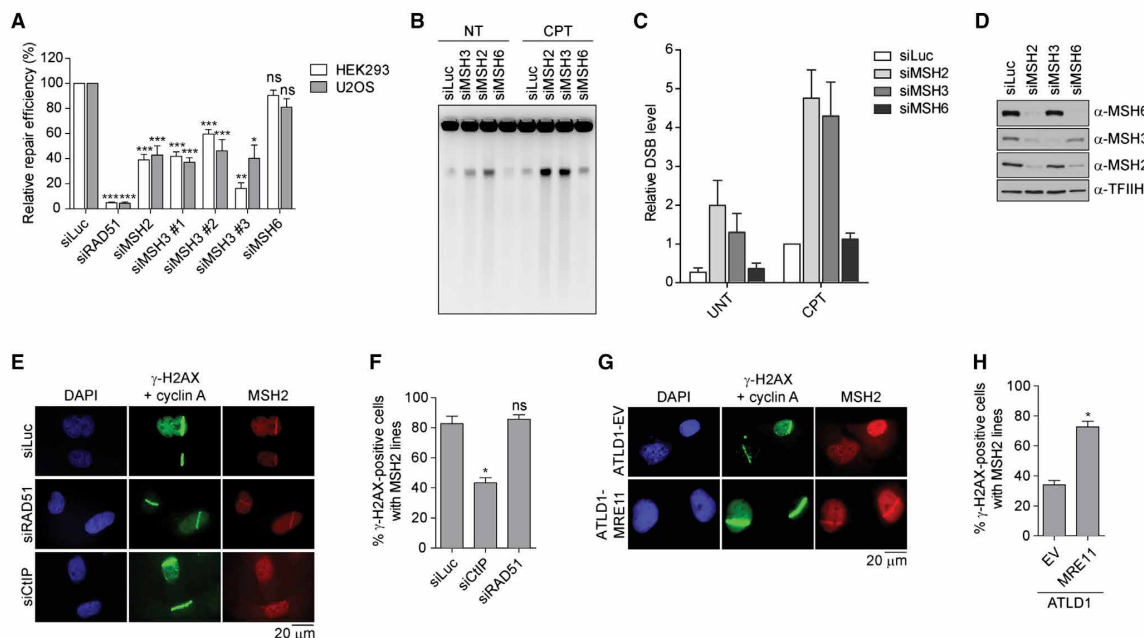 A
Relative repair efficiency (%)
120
100
80
60
40
20
0
HEK293
U2OS
ns
ns
***
***
***
***
***
***
***
***
**
*
siLuc
siRAD51
siMSH2
siMSH3 #1
siMSH3 #2
siMSH3 #3
siMSH6
B
NT
CPT
siLuc
siMSH3
siMSH2
siMSH6
siLuc
siMSH2
siMSH3
siMSH6
C
Relative DSB level
6
5
4
3
2
1
0
UNT
CPT
siLuc
siMSH2
siMSH3
siMSH6
D
siLuc
siMSH2
siMSH3
siMSH6
α-MSH6
α-MSH3
α-MSH2
α-TFIIH
E
DAPI
γ-H2AX
+ cyclin A
MSH2
siLuc
siRAD51
siCtIP
20 μm
F
% γ-H2AX-positive cells
with MSH2 lines
100
80
60
40
20
0
*
ns
siLuc
siCtIP
siRAD51
G
DAPI
γ-H2AX
+ cyclin A
MSH2
ATLD1-EV
ATLD1-
MRE11
20 μm
H
% γ-H2AX-positive cells
with MSH2 lines
100
80
60
40
20
0
*
EV
MRE11
ATLD1